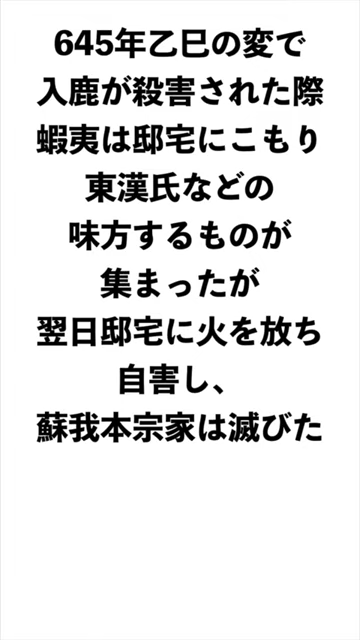 645年乙巳の変で
入鹿が殺害された際
蝦夷は邸宅にこもり
東漢氏などの
味方するものが
集まったが
翌日邸宅に火を放ち
自害し、
蘇我本宗家は滅びた